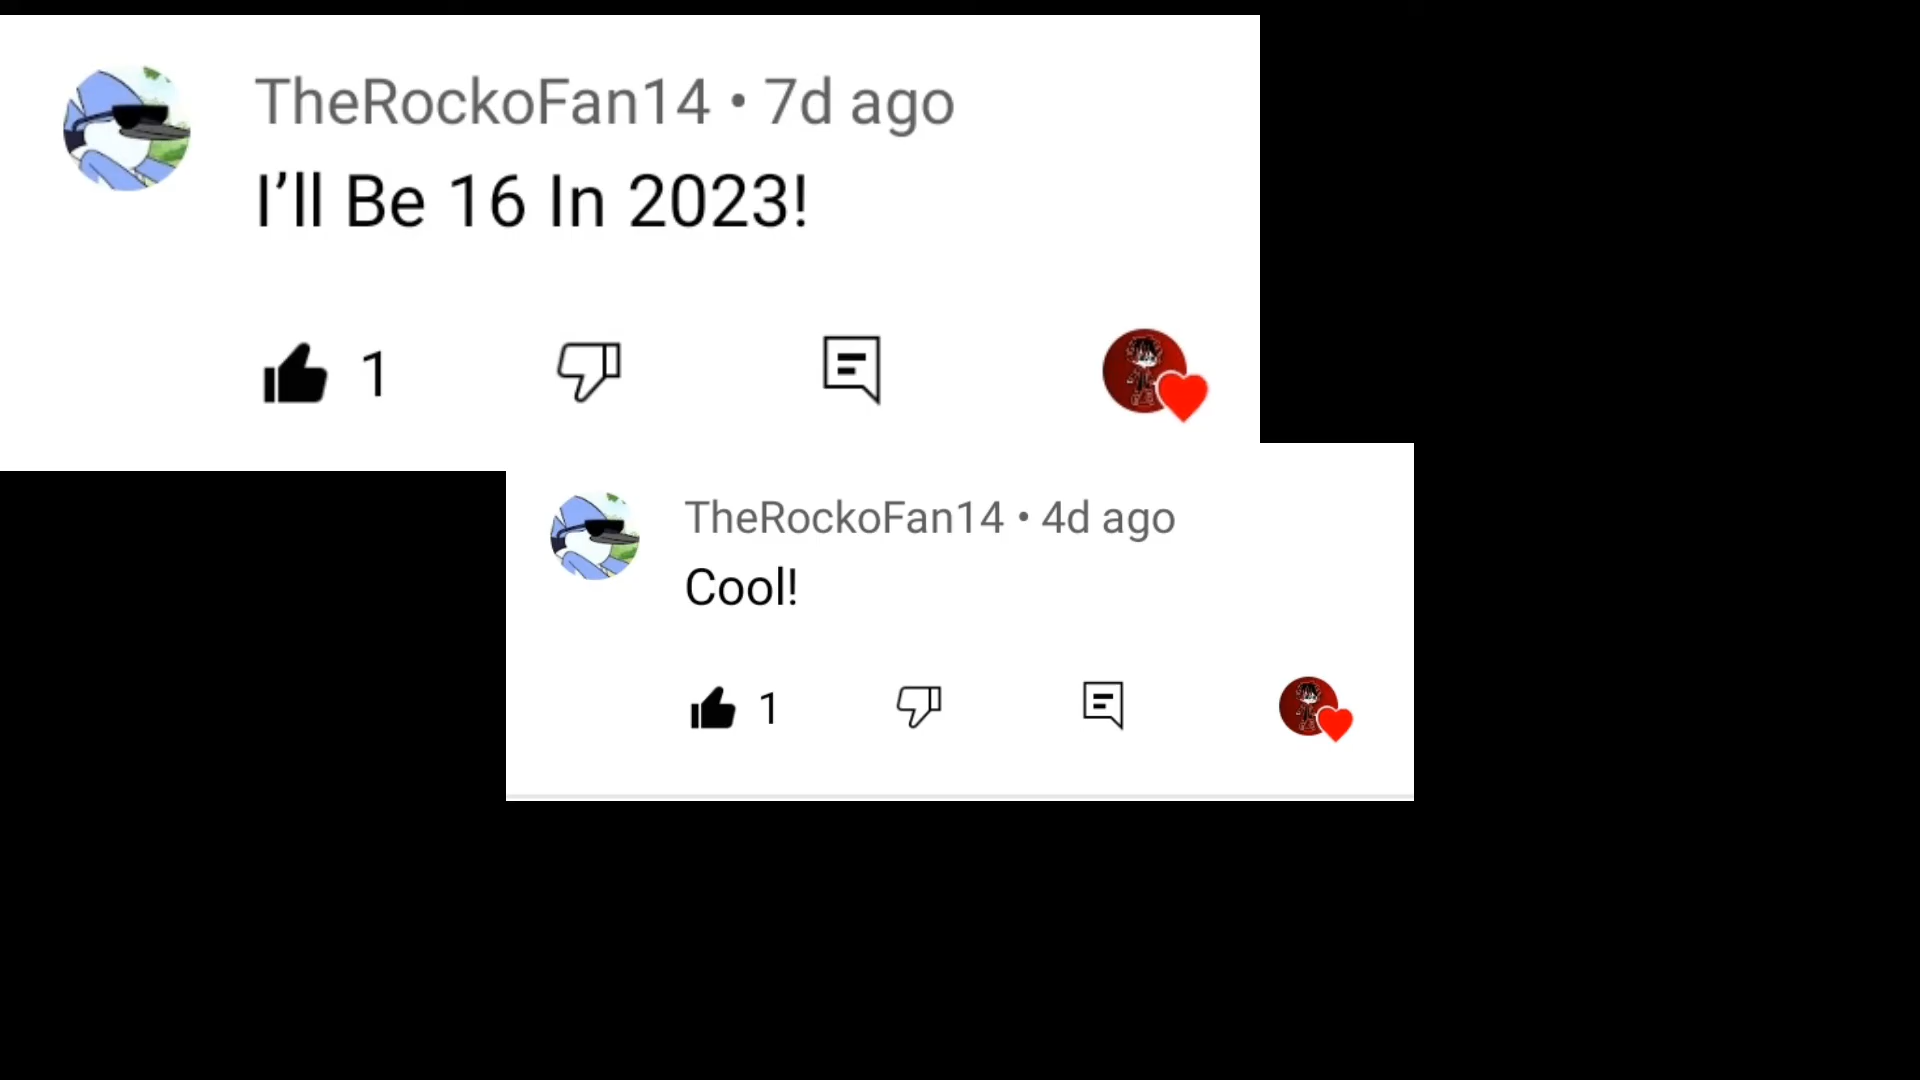 TheRockoFan14 • 7d ago
I’ll Be 16 In 2023!
1
TheRockoFan14 • 4d ago
Cool!
1